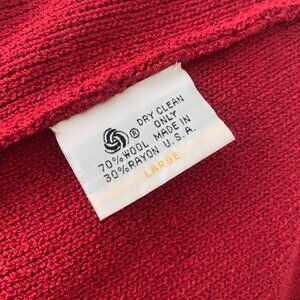 ® DRY CLEAN
ONLY
70% WOOL MADE IN
30% RAYON U.S.A.
LARGE